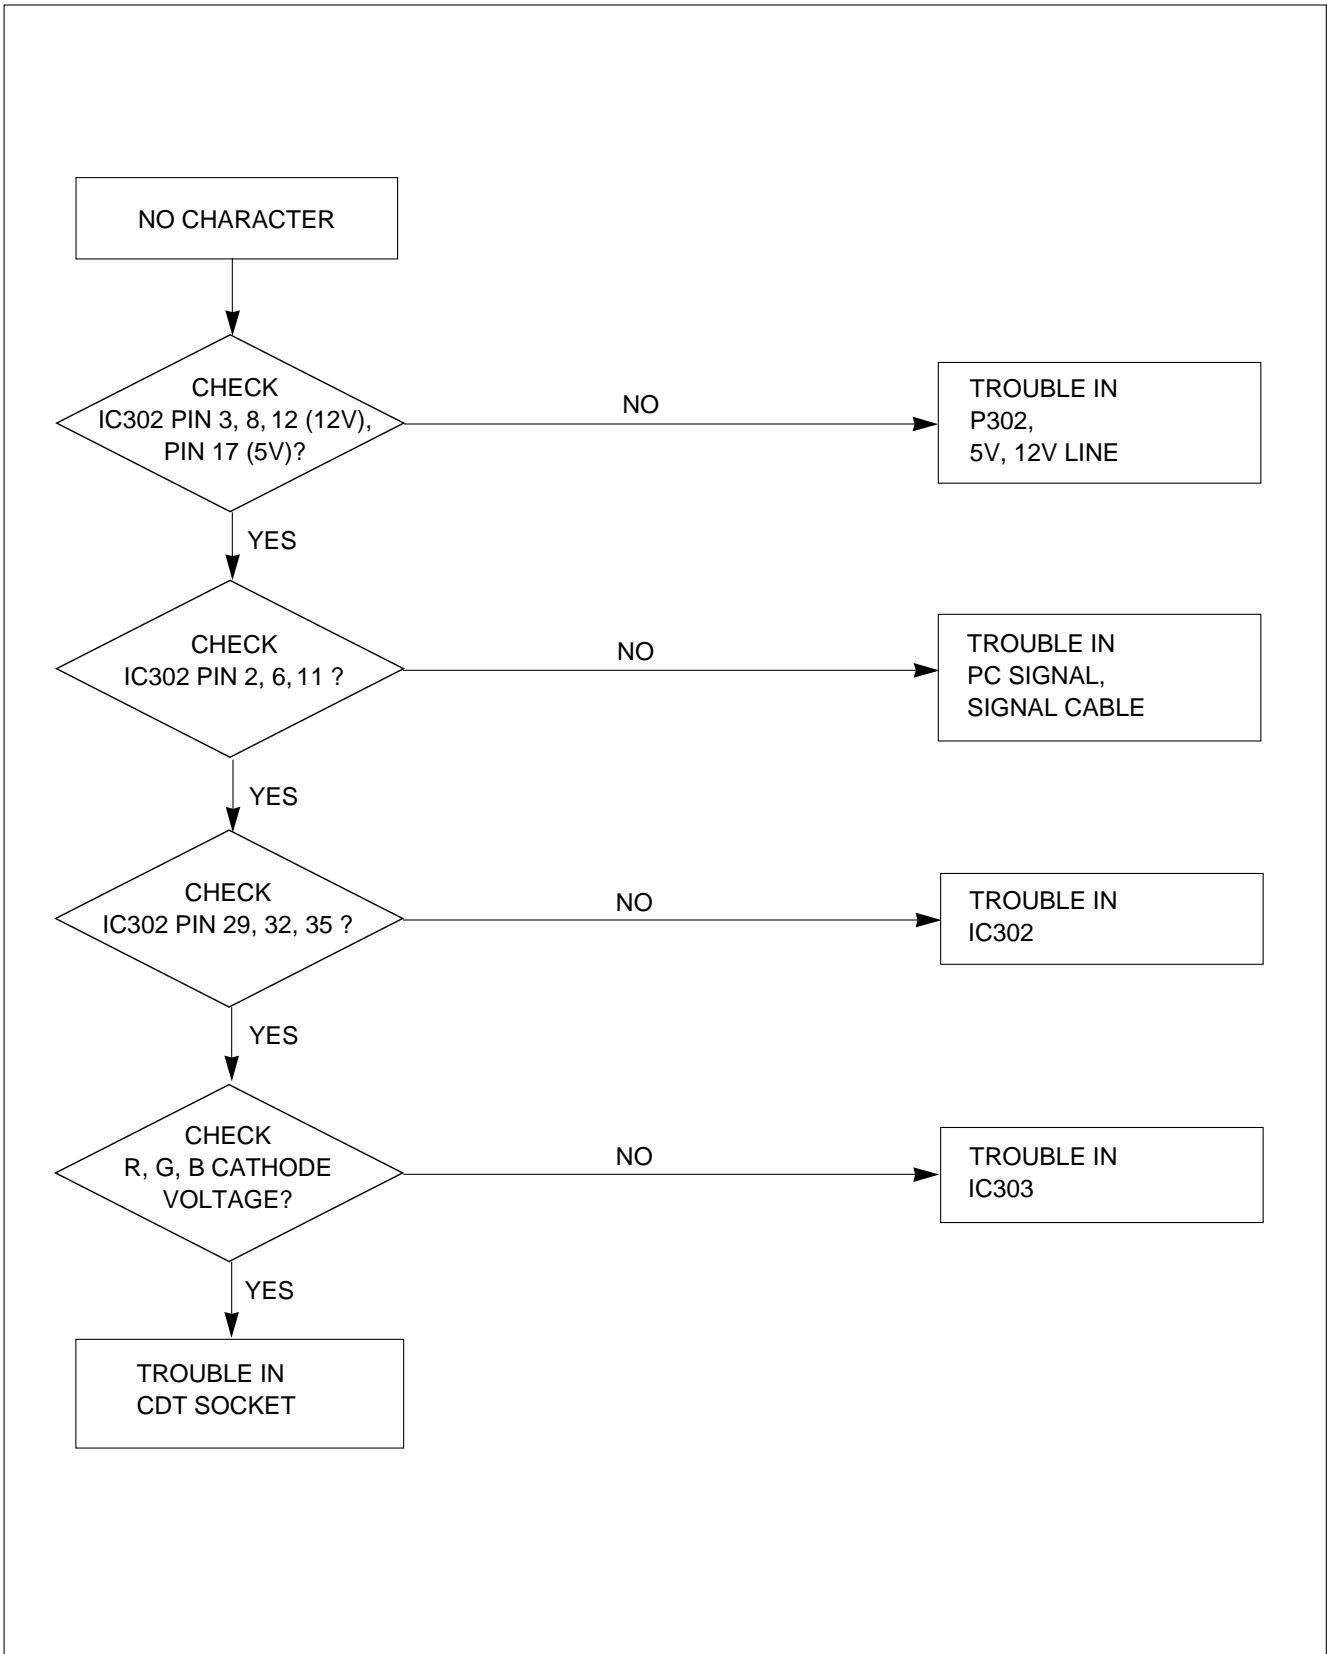 NO CHARACTER
CHECK
IC302 PIN 3, 8, 12 (12V),
PIN 17 (5V)?
NO
TROUBLE IN
P302,
5V, 12V LINE
YES
CHECK
IC302 PIN 2, 6, 11 ?
NO
TROUBLE IN
PC SIGNAL,
SIGNAL CABLE
YES
CHECK
IC302 PIN 29, 32, 35 ?
NO
TROUBLE IN
IC302
YES
CHECK
R, G, B CATHODE
VOLTAGE?
NO
TROUBLE IN
IC303
YES
TROUBLE IN
CDT SOCKET